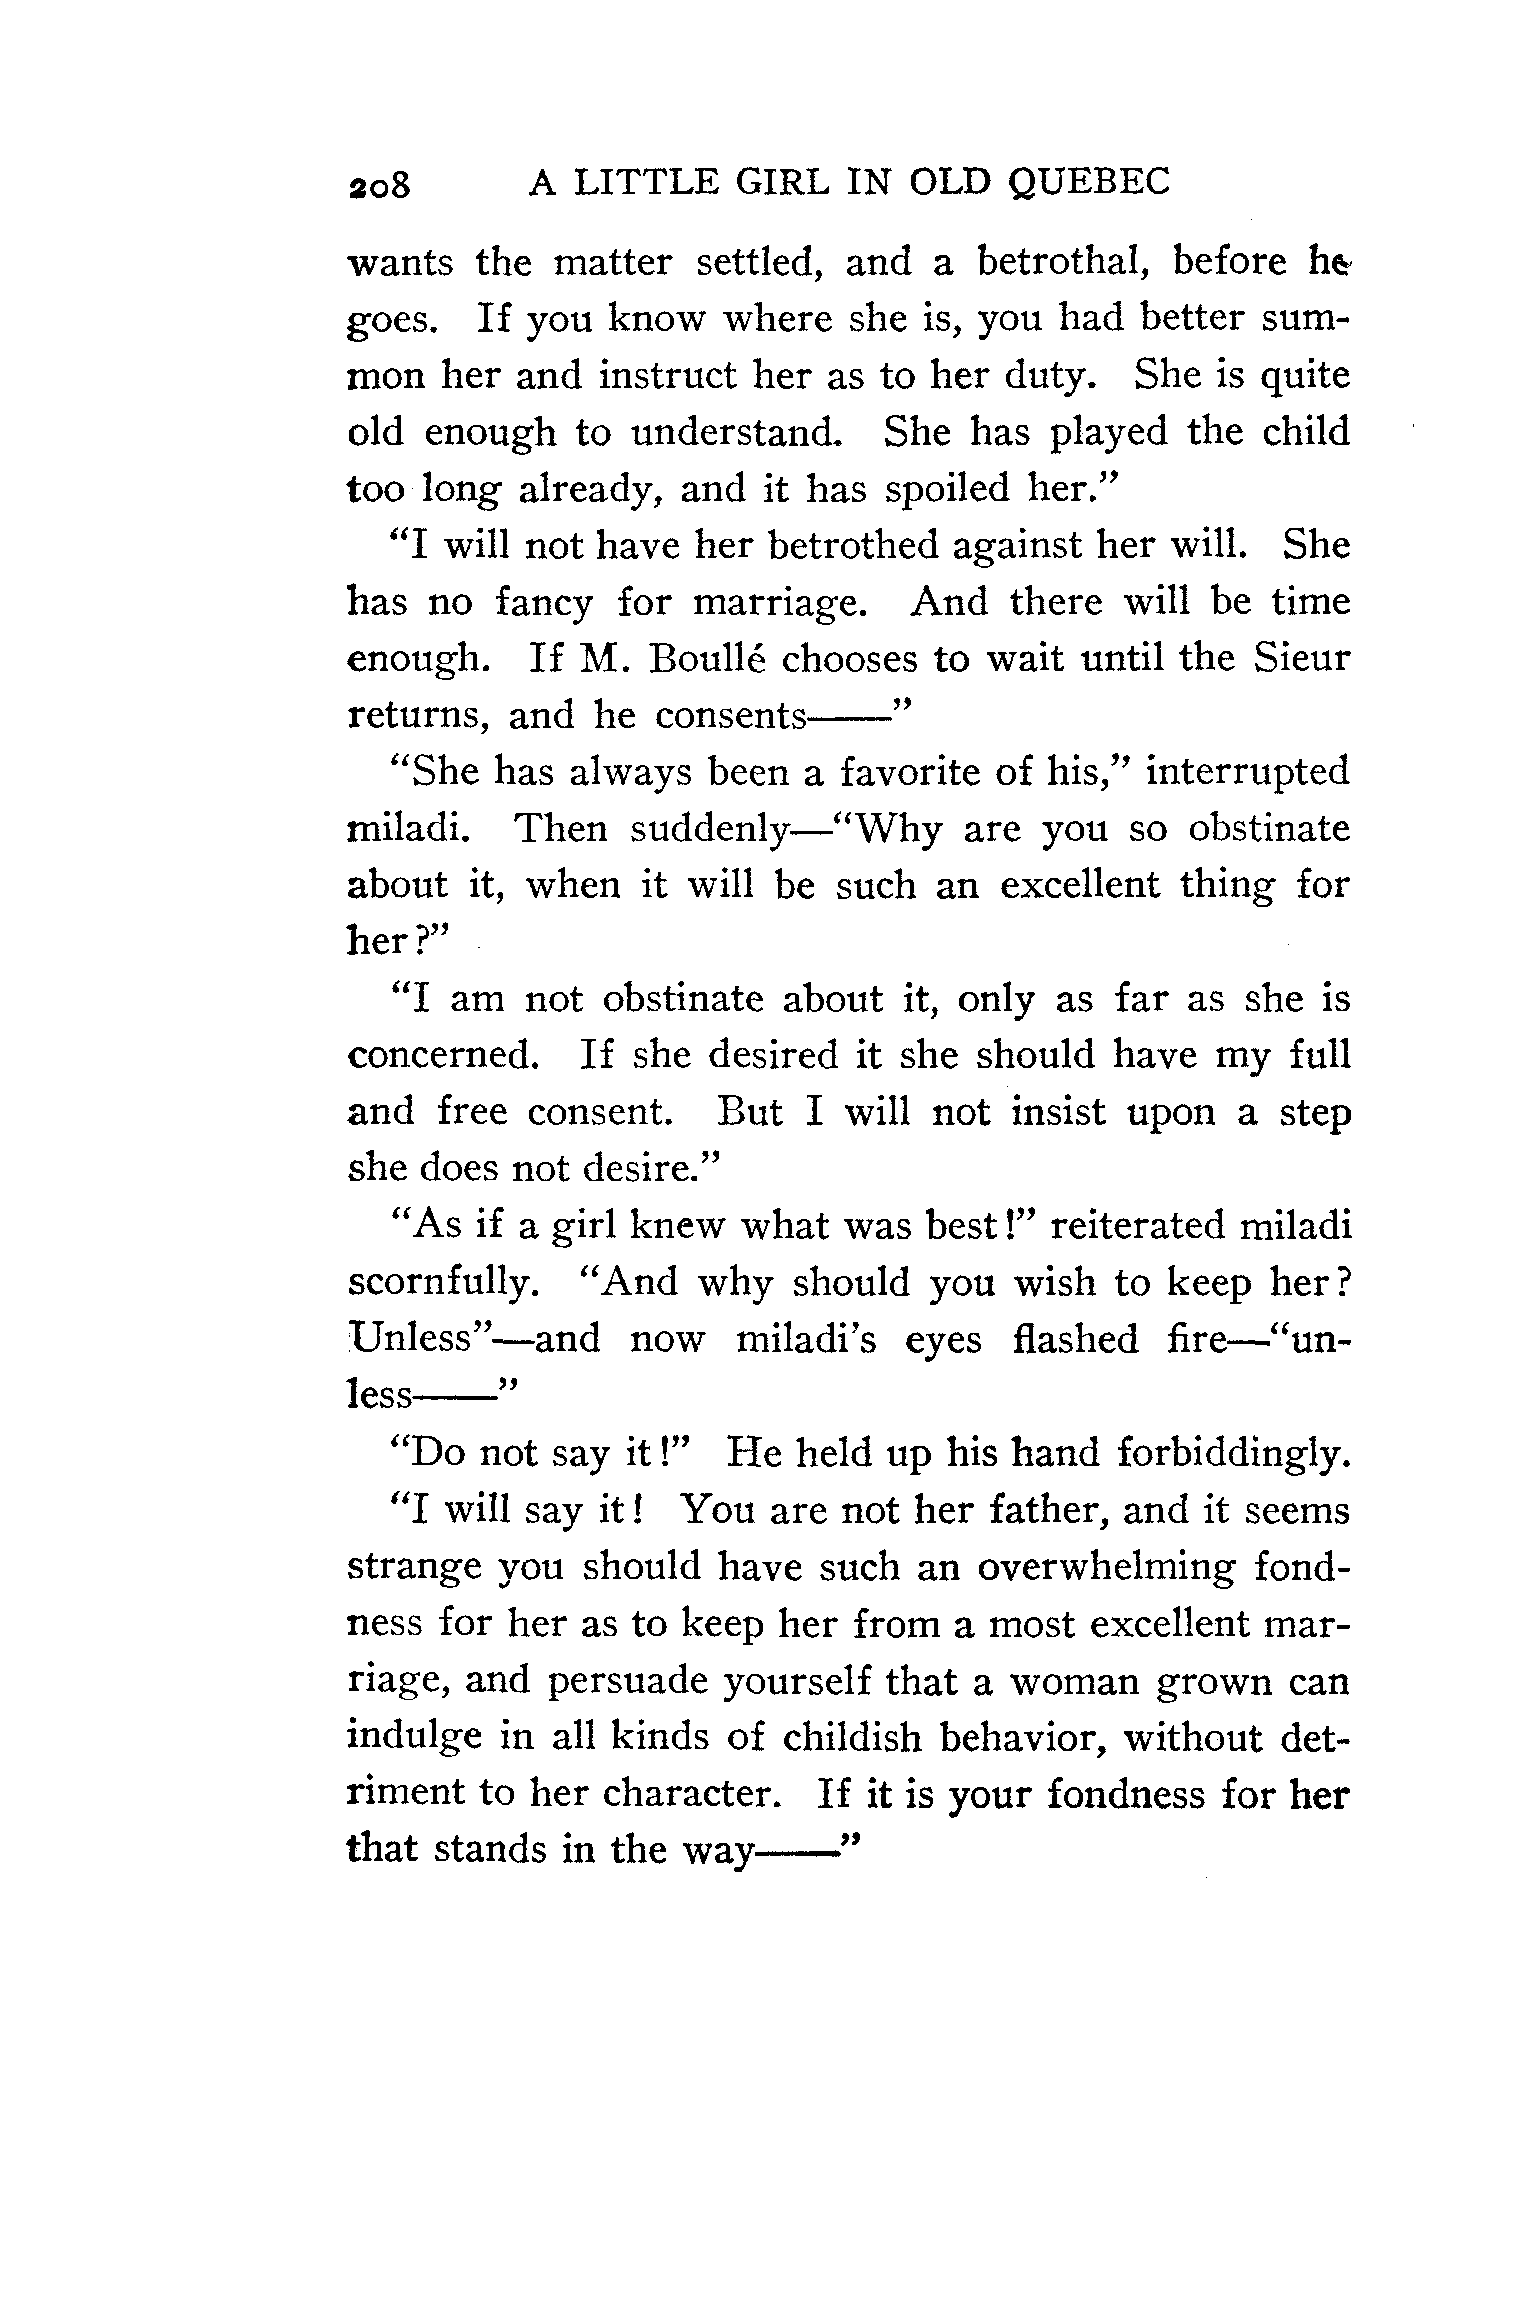 208 A LITTLE GIRL IN OLD QUEBEC
wants the matter settled, and a betrothal, before he
goes. If you know where she is, you had better sum-
mon her and instruct her as to her duty. She is quite
old enough to understand. She has played the child
too long already, and it has spoiled her.”
“I will not have her betrothed against her will. She
has no fancy for marriage. And there will be time
enough. If M. Boullé chooses to wait until the Sieur
returns, and he consents——”
“She has always been a favorite of his,” interrupted
miladi. Then suddenly—“Why are you so obstinate
about it, when it will be such an excellent thing for
her?”
“I am not obstinate about it, only as far as she is
concerned. If she desired it she should have my full
and free consent. But I will not insist upon a step
she does not desire.”
“As if a girl knew what was best!” reiterated miladi
scornfully. “And why should you wish to keep her?
Unless”—and now miladi’s eyes flashed fire—“un-
less——”
“Do not say it!” He held up his hand forbiddingly.
“I will say it! You are not her father, and it seems
strange you should have such an overwhelming fond-
ness for her as to keep her from a most excellent mar-
riage, and persuade yourself that a woman grown can
indulge in all kinds of childish behavior, without det-
riment to her character. If it is your fondness for her
that stands in the way——”